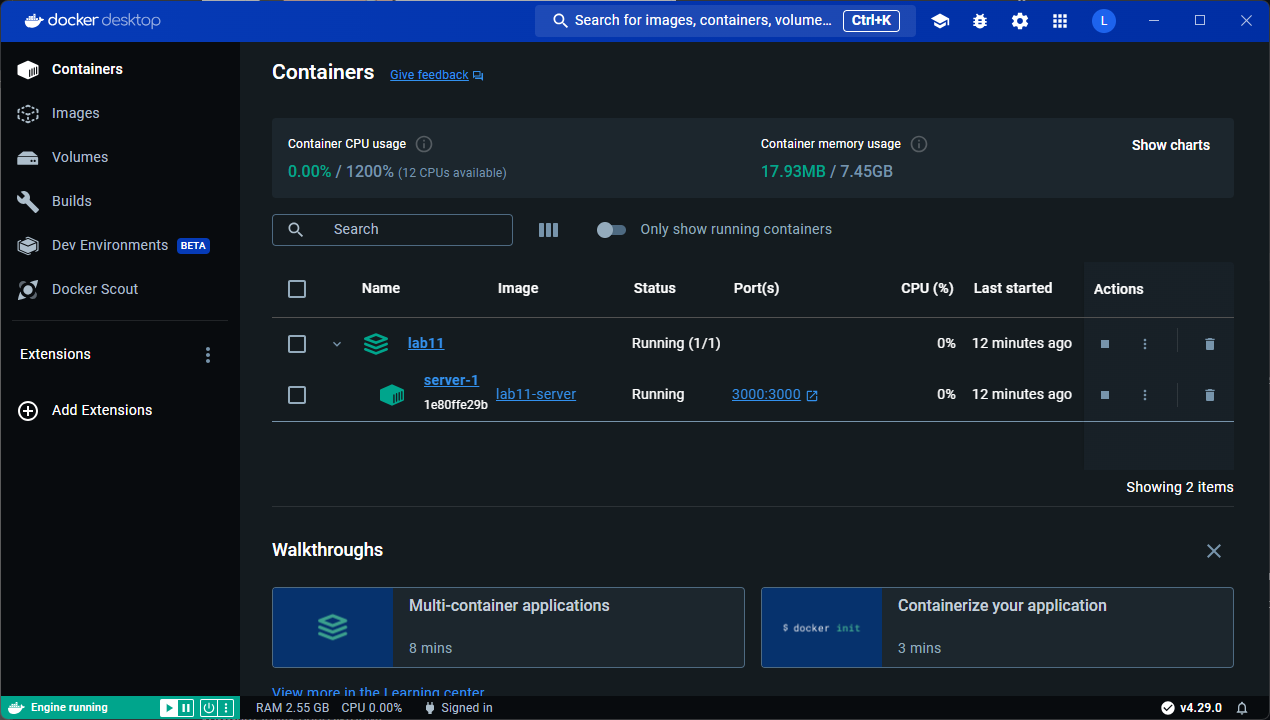 docker desktop
Search for images, containers, volume... Ctrl+K
L
Containers
Images
Volumes
Builds
Dev Environments BETA
Docker Scout
Extensions
Add Extensions
Containers Give feedback
Container CPU usage
0.00% / 1200% (12 CPUs available)
Container memory usage
17.93MB / 7.45GB
Show charts
Search
Only show running containers
Name Image Status Port(s) CPU (%) Last started Actions
lab11 Running (1/1) 0% 12 minutes ago
server-1
1e80ffe29b
lab11-server Running 3000:3000 0% 12 minutes ago
Showing 2 items
Walkthroughs
Multi-container applications
8 mins
$ docker init
Containerize your application
3 mins
View more in the Learning center
Engine running
RAM 2.55 GB CPU 0.00% Signed in
v4.29.0